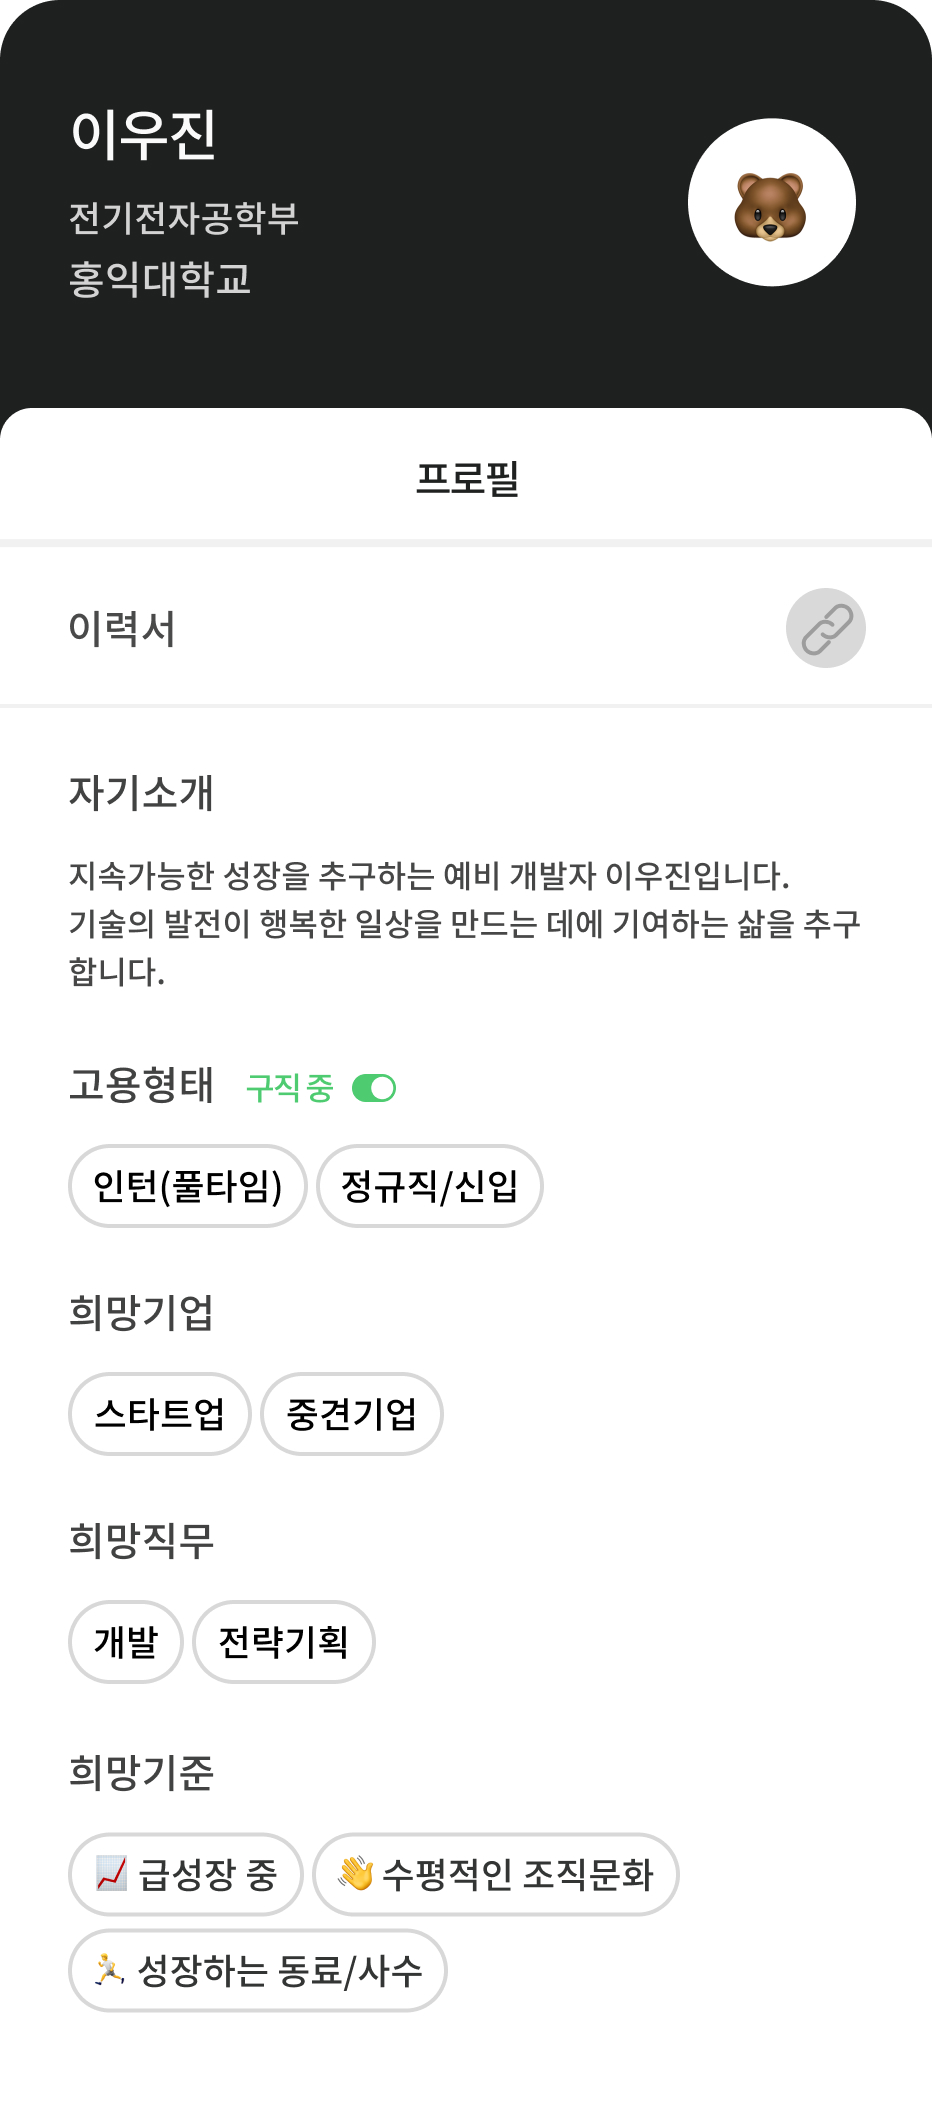 이우진
전기전자공학부
홍익대학교
프로필
이력서
자기소개
지속가능한 성장을 추구하는 예비 개발자 이우진입니다.
기술의 발전이 행복한 일상을 만드는 데에 기여하는 삶을 추구
합니다.
고용형태 구직 중
인턴(풀타임) 정규직/신입
희망기업
스타트업 중견기업
희망직무
개발 전략기획
희망기준
📈 급성장 중 👋 수평적인 조직문화
🏃 성장하는 동료/사수